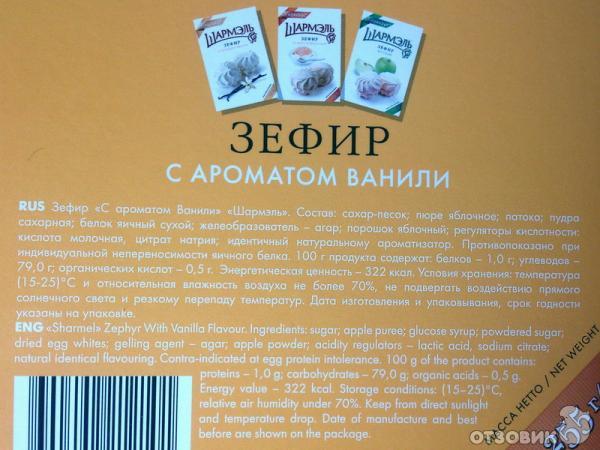 ШАРМЭЛЬ
ЗЕФИР
ШАРМЭЛЬ
ЗЕФИР
ШАРМЭЛЬ
ЗЕФИР
ЗЕФИР
С АРОМАТОМ ВАНИЛИ
RUS Зефир «С ароматом Ванили» «Шармэль». Состав: сахар-песок; пюре яблочное; патока; пудра
сахарная; белок яичный сухой; желеобразователь – агар; порошок яблочный; регуляторы кислотности:
кислота молочная, цитрат натрия; идентичный натуральному ароматизатор. Противопоказано при
индивидуальной непереносимости яичного белка. 100 г продукта содержат: белков – 1,0 г; углеводов –
79,0 г; органических кислот – 0,5 г. Энергетическая ценность – 322 ккал. Условия хранения: температура
(15-25)°С и относительная влажность воздуха не более 70%, не подвергать воздействию прямого
солнечного света и резкому перепаду температур. Дата изготовления и упаковывания, срок годности
указаны на упаковке.
ENG «Sharmel» Zephyr With Vanilla Flavour. Ingredients: sugar; apple puree; glucose syrup; powdered sugar;
dried egg whites; gelling agent – agar; apple powder; acidity regulators – lactic acid, sodium citrate;
natural identical flavouring. Contra-indicated at egg protein intolerance. 100 g of the product contains:
proteins – 1,0 g; carbohydrates – 79,0 g; organic acids – 0,5 g.
Energy value – 322 kcal. Storage conditions: (15–25)°C,
relative air humidity under 70%. Keep from direct sunlight
and temperature drop. Date of manufacture and best
before are shown on the package.
МАССА НЕТТО / NET WEIGHT
255 г/
ОТЗОВИК